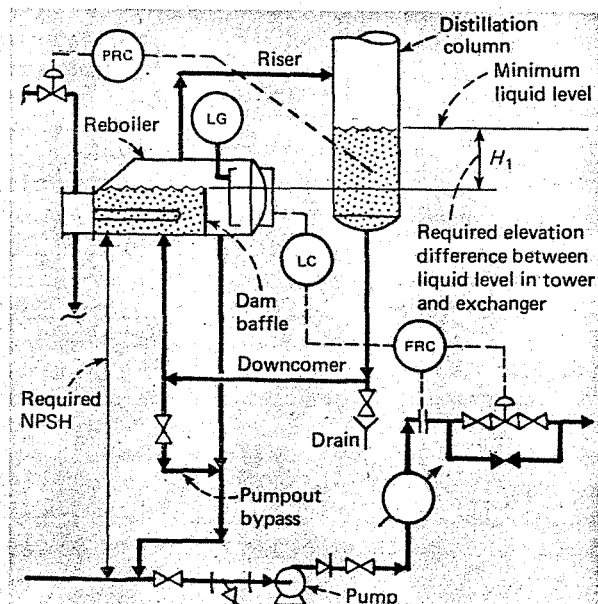 Distillation
column
PRC
Riser
Minimum
liquid level
LG
Reboiler
H1
LC
Required elevation
difference between
liquid level in tower
and exchanger
Dam
baffle
FRC
Downcomer
Required
NPSH
Drain
Pumpout
bypass
Pump